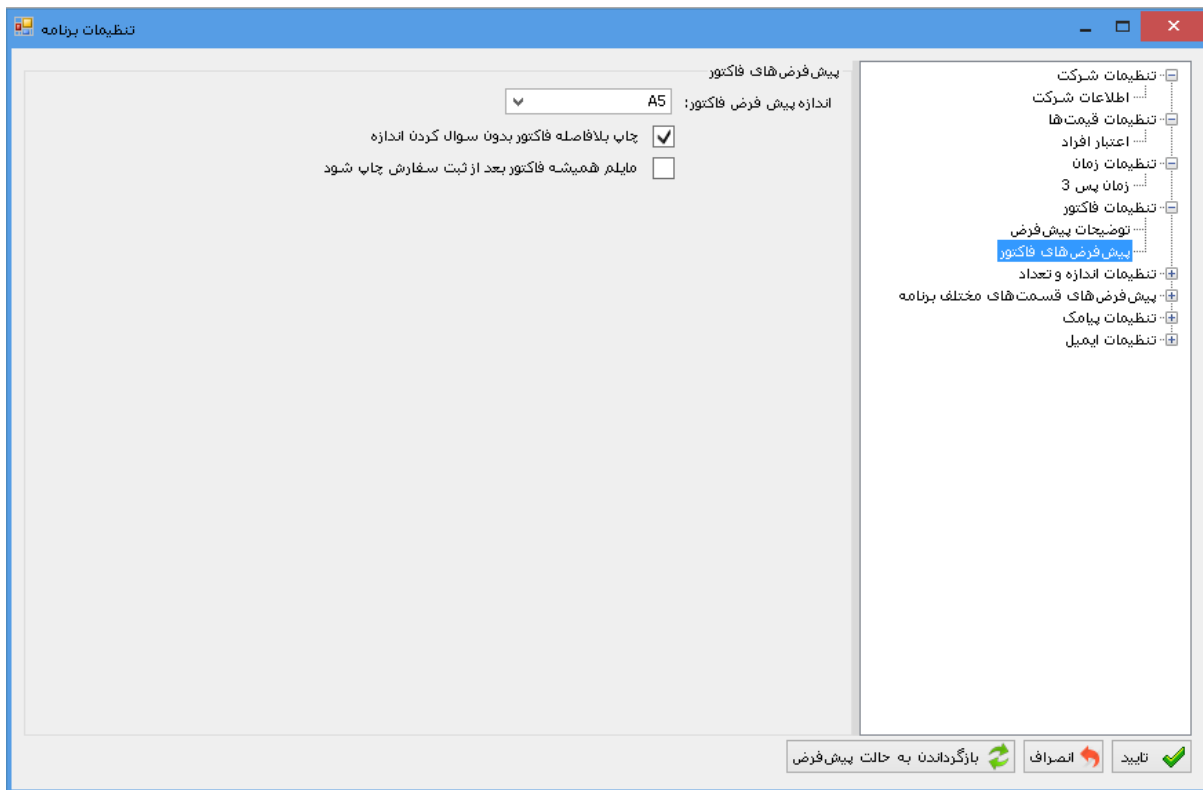 تنظیمات برنامه
تنظیمات شرکت
اطلاعات شرکت
تنظیمات قیمت‌ها
اعتبار افراد
تنظیمات زمان
زمان پس 3
تنظیمات فاکتور
توضیحات پیش‌فرض
پیش‌فرض‌های فاکتور
تنظیمات اندازه و تعداد
پیش‌فرض‌های قسمت‌های مختلف برنامه
تنظیمات پیامک
تنظیمات ایمیل
پیش‌فرض‌های فاکتور
اندازه پیش فرض فاکتور: A5
چاپ بلافاصله فاکتور بدون سوال کردن اندازه
مایلم همیشه فاکتور بعد از ثبت سفارش چاپ شود
تایید انصراف بازگرداندن به حالت پیش‌فرض